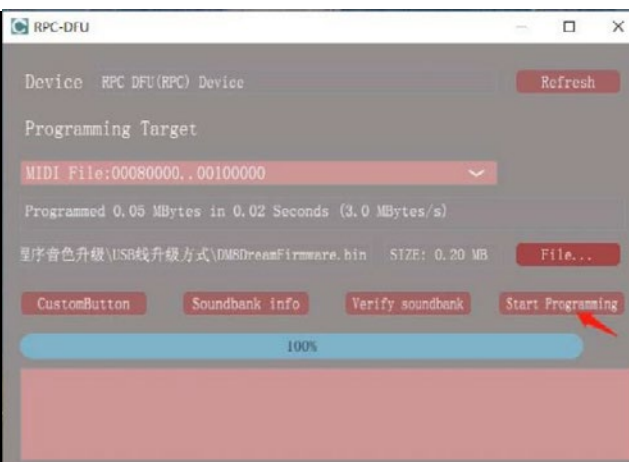 RPC-DFU
Device RPC DFU(RPC) Device Refresh
Programming Target
MIDI File:00080000..00100000
Programmed 0.05 MBytes in 0.02 Seconds (3.0 MBytes/s)
程序音色升级\USB线升级方式\DM8DreamFirmware.bin SIZE: 0.20 MB File...
CustomButton Soundbank info Verify soundbank Start Programming
100%